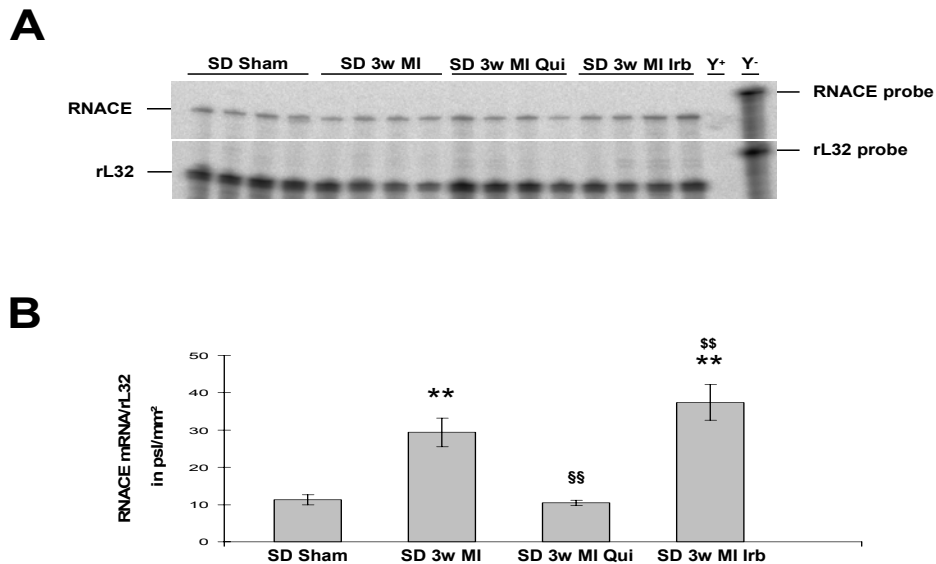 A
SD Sham SD 3w MI SD 3w MI Qui SD 3w MI Irb Y+ Y-
RNACE
RNACE probe
rL32 probe
rL32
B
RNACE mRNA/rL32
in psl/mm²
50
40
30
20
10
0
**
§§
$$
**
SD Sham SD 3w MI SD 3w MI Qui SD 3w MI Irb